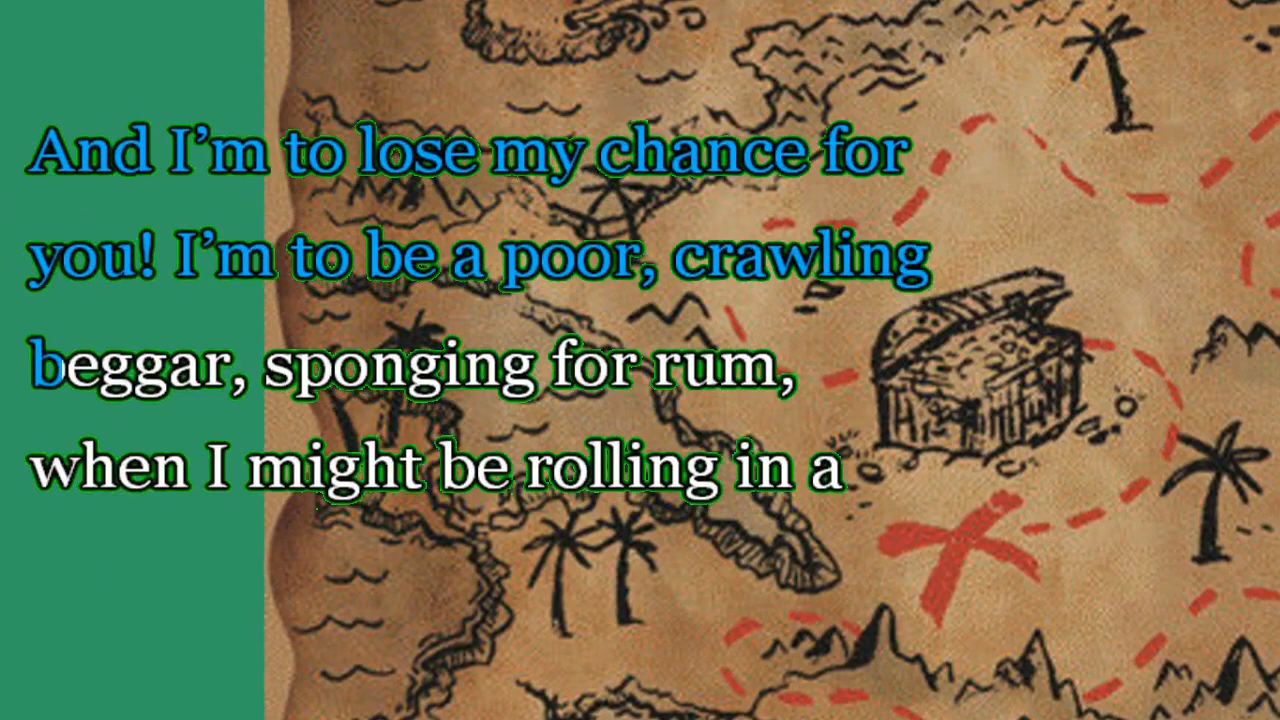 And I’m to lose my chance for
you! I’m to be a poor, crawling
beggar, sponging for rum,
when I might be rolling in a